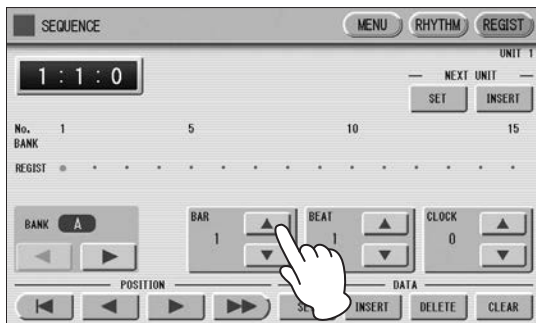 SEQUENCE MENU RHYTHM REGIST
UNIT 1
1:1:0
NEXT UNIT
SET INSERT
No. 1 5 10 15
BANK
REGIST
BANK A
BAR 1
BEAT 1
CLOCK 0
POSITION DATA
INSERT DELETE CLEAR